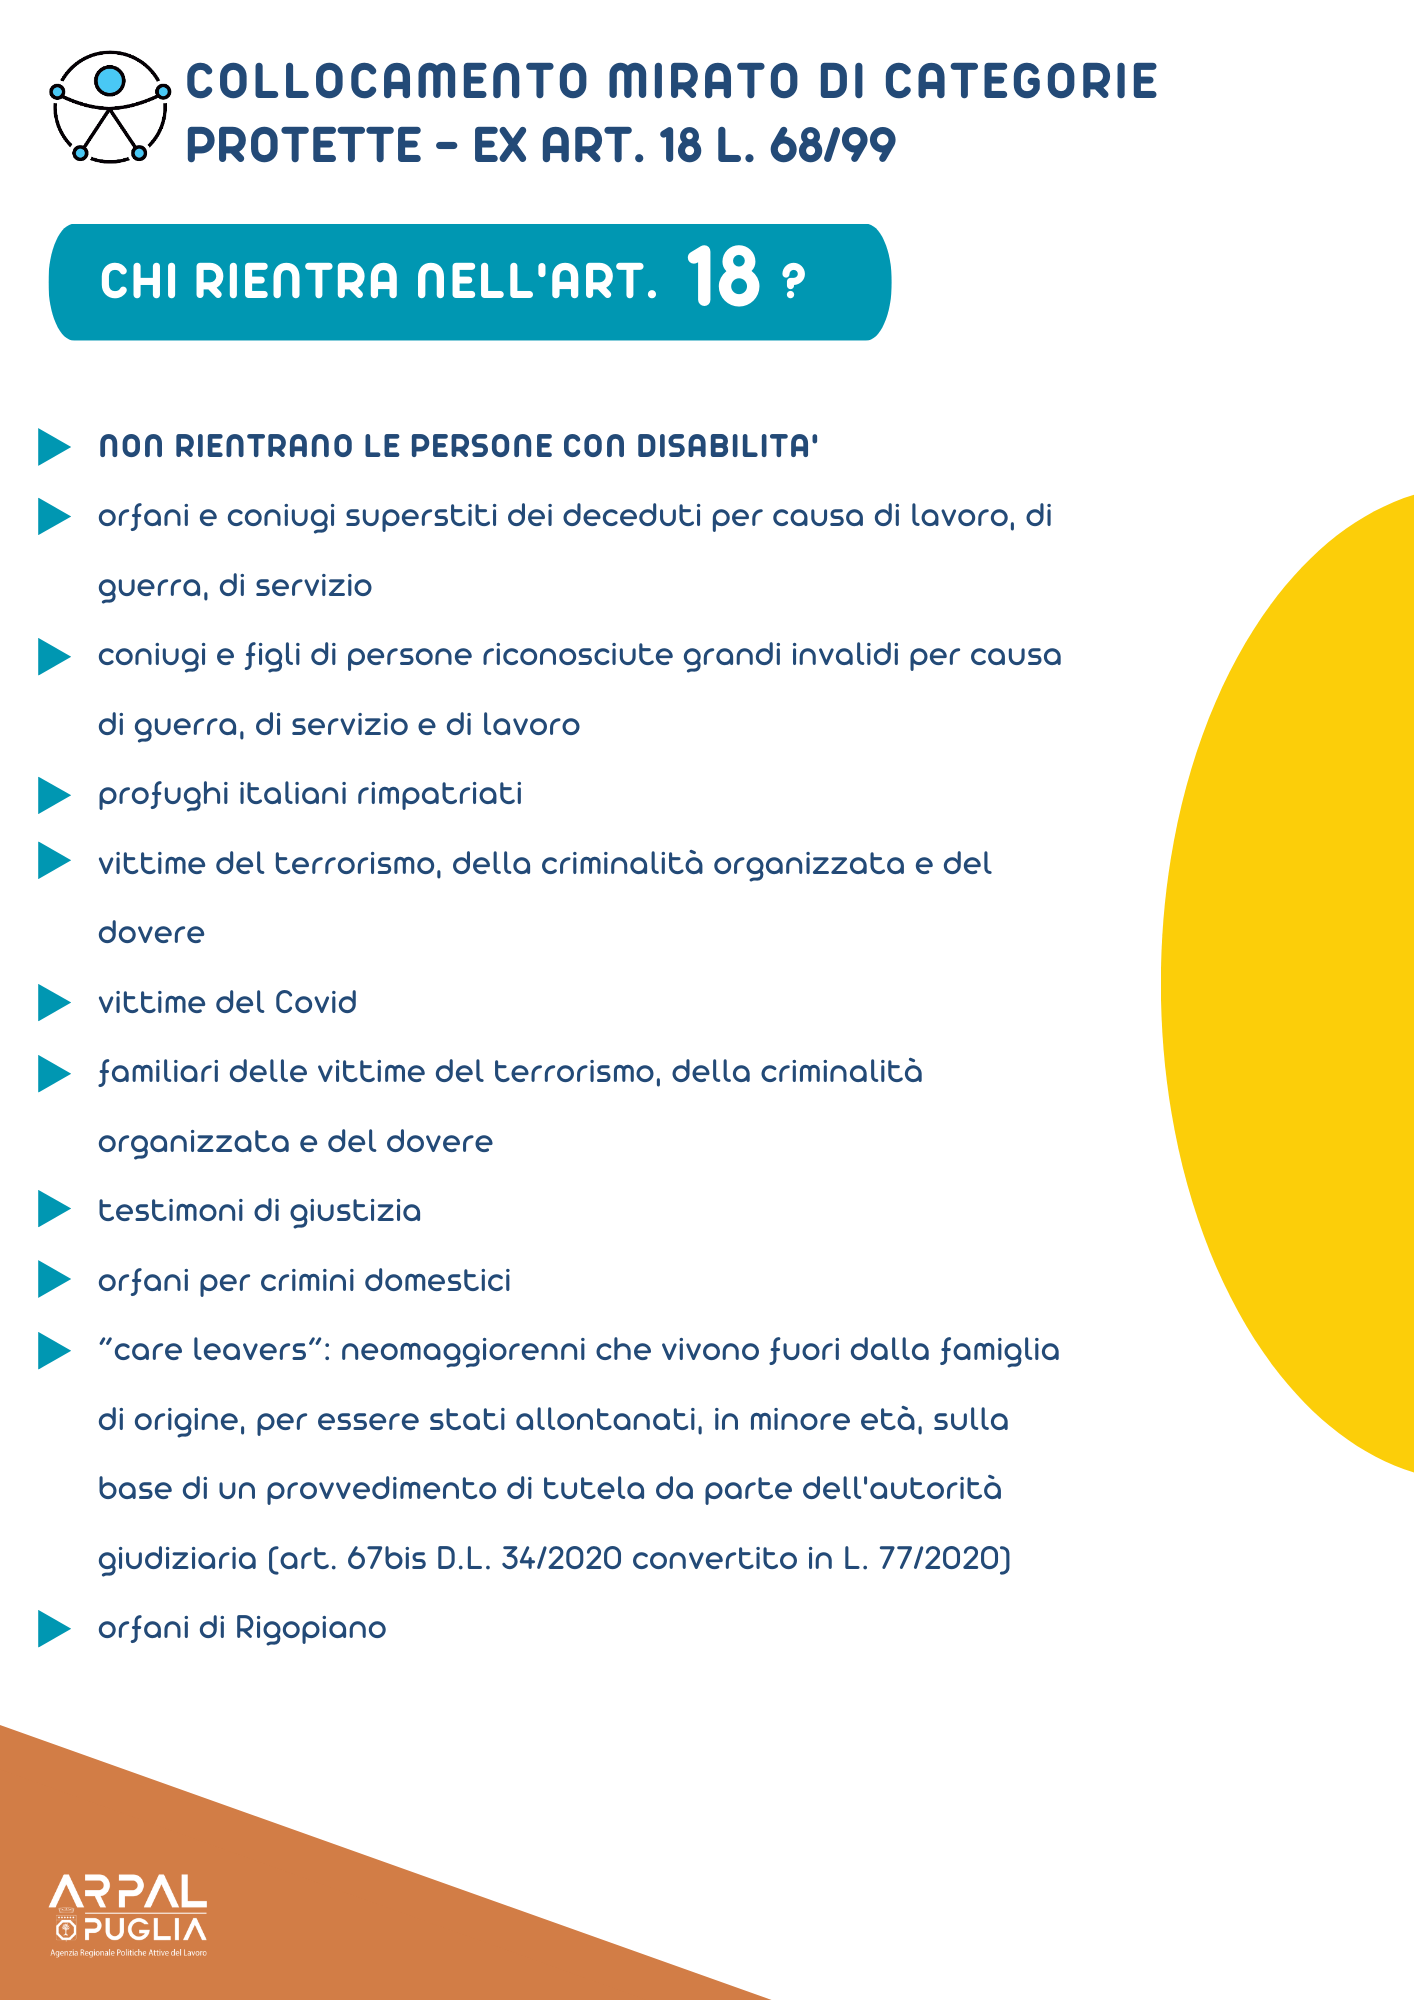 COLLOCAMENTO MIRATO DI CATEGORIE
PROTETTE - EX ART. 18 L. 68/99
CHI RIENTRA NELL'ART. 18 ?
NON RIENTRANO LE PERSONE CON DISABILITA'
orfani e coniugi superstiti dei deceduti per causa di lavoro, di
guerra, di servizio
coniugi e figli di persone riconosciute grandi invalidi per causa
di guerra, di servizio e di lavoro
profughi italiani rimpatriati
vittime del terrorismo, della criminalità organizzata e del
dovere
vittime del Covid
familiari delle vittime del terrorismo, della criminalità
organizzata e del dovere
testimoni di giustizia
orfani per crimini domestici
“care leavers”: neomaggiorenni che vivono fuori dalla famiglia
di origine, per essere stati allontanati, in minore età, sulla
base di un provvedimento di tutela da parte dell'autorità
giudiziaria (art. 67bis D.L. 34/2020 convertito in L. 77/2020)
orfani di Rigopiano
ARPAL
PUGLIA
Agenzia Regionale Politiche Attive del Lavoro